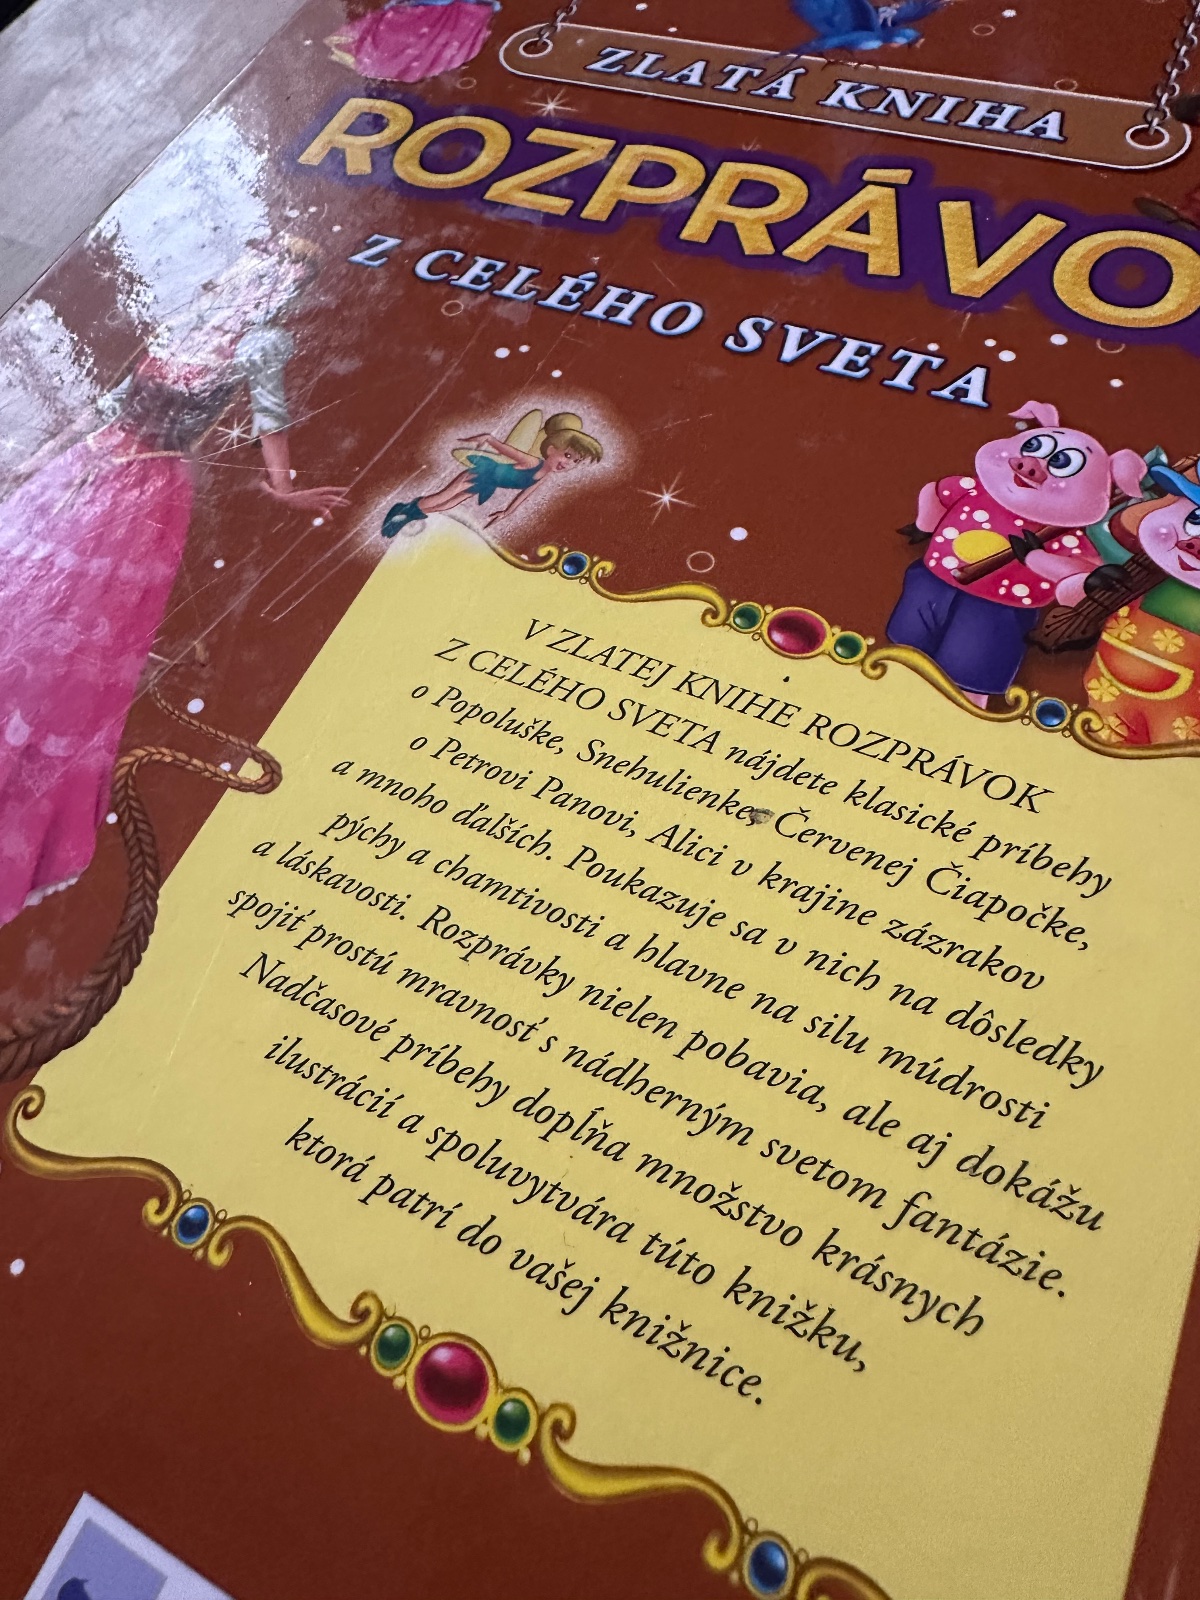 ZLATÁ KNIHA
ROZPRÁVO
Z CELÉHO SVETA
V ZLATEJ KNIHE ROZPRÁVOK
Z CELÉHO SVETA nájdete klasické príbehy
o Popoluške, Snehulienke, Červenej Čiapočke,
o Petrovi Panovi, Alici v krajine zázrakov
a mnoho ďalších. Poukazuje sa v nich na dôsledky
pýchy a chamtivosti a hlavne na silu múdrosti
a láskavosti. Rozprávky nielen pobavia, ale aj dokážu
spojiť prostú mravnosť s nádherným svetom fantázie.
Nadčasové príbehy dopĺňa množstvo krásnych
ilustrácií a spoluvytvára túto knižku,
ktorá patrí do vašej knižnice.